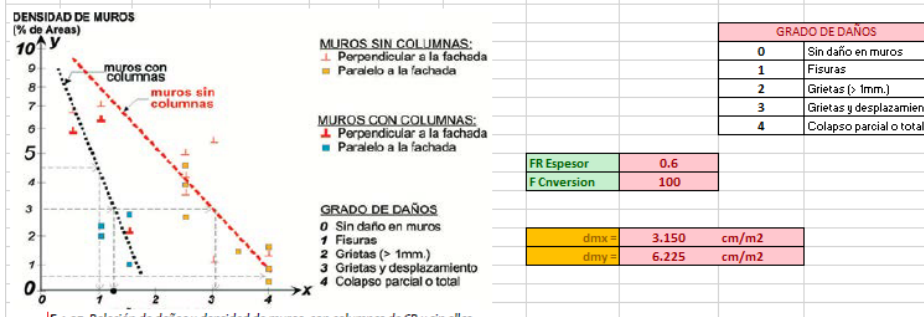 DENSIDAD DE MUROS
(% de Areas)
y
10
9
8
7
6
5
4
3
2
1
0
0
1
2
3
4
x
muros con
columnas
muros sin
columnas
MUROS SIN COLUMNAS:
Perpendicular a la fachada
Paralelo a la fachada
MUROS CON COLUMNAS:
Perpendicular a la fachada
Paralelo a la fachada
GRADO DE DAÑOS
0 Sin daño en muros
1 Fisuras
2 Grietas (> 1mm.)
3 Grietas y desplazamiento
4 Colapso parcial o total
GRADO DE DAÑOS
0 Sin daño en muros
1 Fisuras
2 Grietas (> 1mm.)
3 Grietas y desplazamien
4 Colapso parcial o total
FR Espesor 0.6
F Cnversion 100
dmx = 3.150 cm/m2
dmy = 6.225 cm/m2